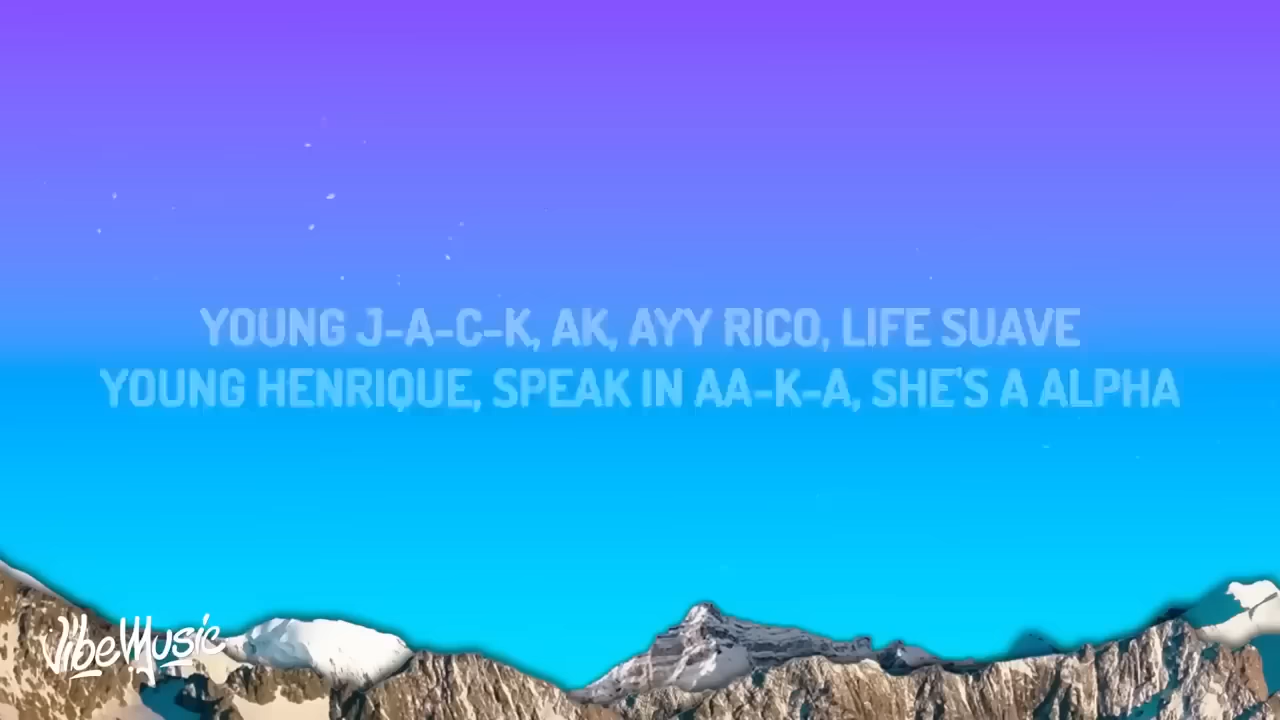 YOUNG J-A-C-K, AK, AYY RICO, LIFE SUAVE
YOUNG HENRIQUE, SPEAK IN AA-K-A, SHE'S A ALPHA
VibeMusic